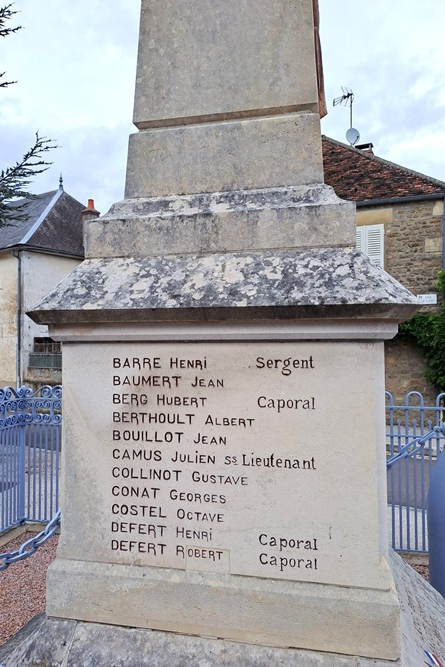 BARRE HENRI Sergent
BAUMERT JEAN
BERG HUBERT Caporal
BERTHOULT ALBERT
BOUILLOT JEAN
CAMUS JULIEN Ss Lieutenant
COLLINOT GUSTAVE
CONAT GEORGES
COSTEL OCTAVE
DEFERT HENRI Caporal
DEFERT ROBERT Caporal